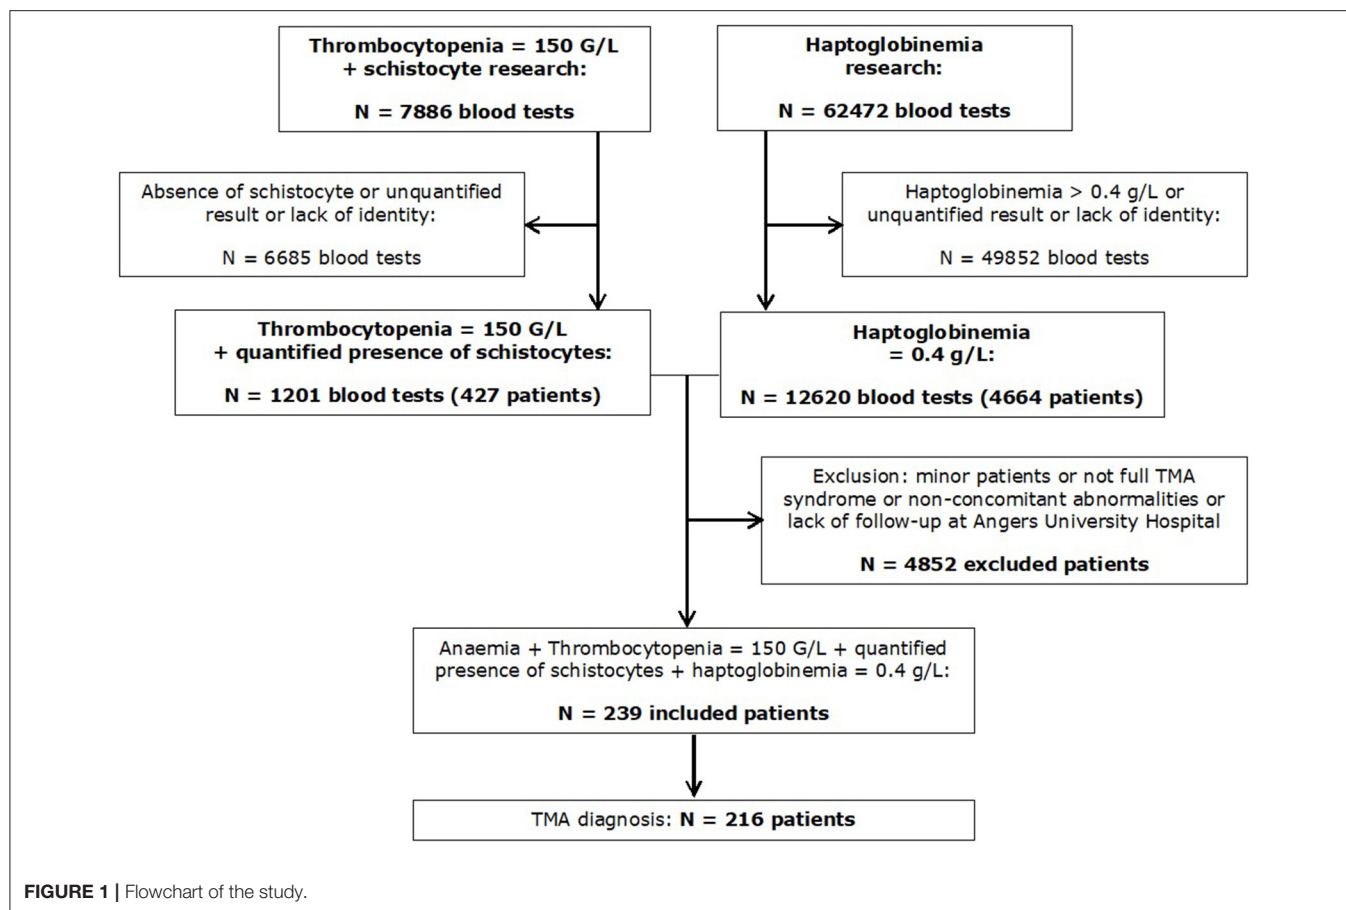 Thrombocytopenia = 150 G/L
+ schistocyte research:
N = 7886 blood tests
Haptoglobinemia
research:
N = 62472 blood tests
Absence of schistocyte or unquantified
result or lack of identity:
N = 6685 blood tests
Haptoglobinemia > 0.4 g/L or
unquantified result or lack of identity:
N = 49852 blood tests
Thrombocytopenia = 150 G/L
+ quantified presence of schistocytes:
N = 1201 blood tests (427 patients)
Haptoglobinemia
= 0.4 g/L:
N = 12620 blood tests (4664 patients)
Exclusion: minor patients or not full TMA
syndrome or non-concomitant abnormalities or
lack of follow-up at Angers University Hospital
N = 4852 excluded patients
Anaemia + Thrombocytopenia = 150 G/L + quantified
presence of schistocytes + haptoglobinemia = 0.4 g/L:
N = 239 included patients
TMA diagnosis: N = 216 patients
FIGURE 1 | Flowchart of the study.